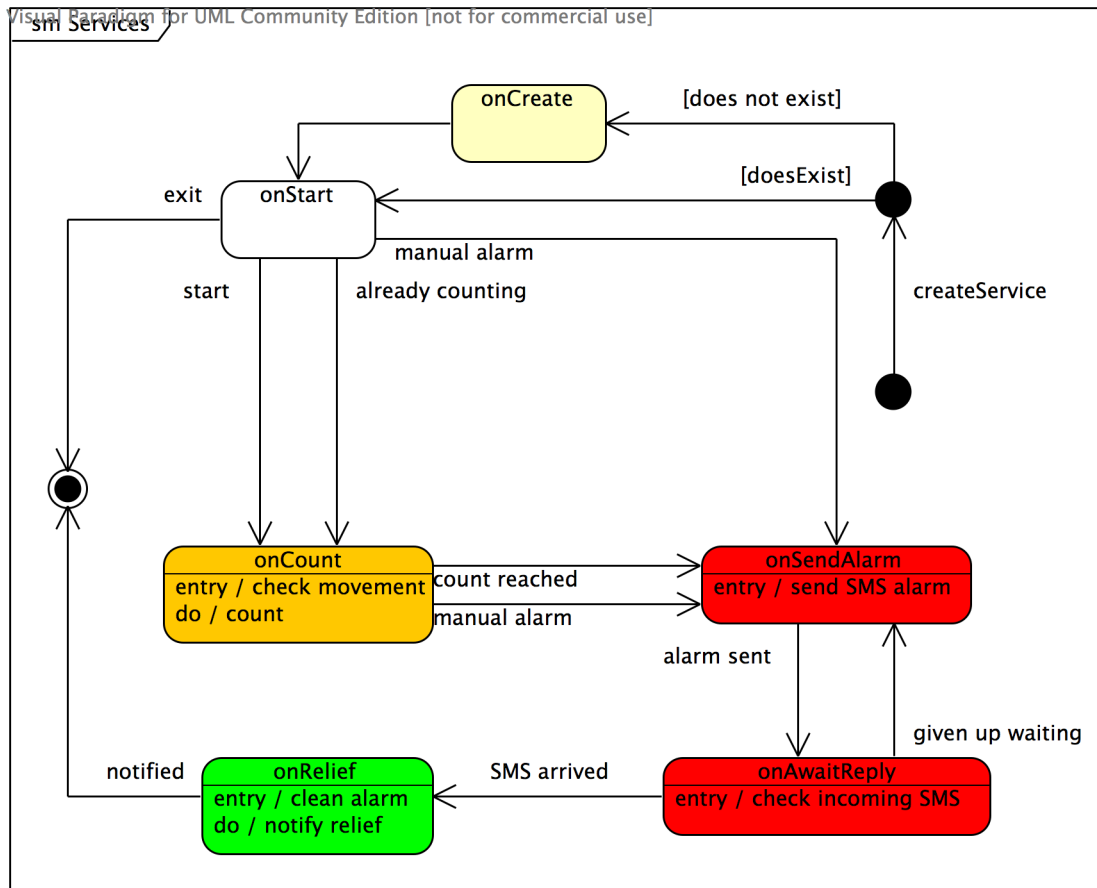 Visual Paradigm for UML Community Edition [not for commercial use]
sm Services
onCreate
[does not exist]
[doesExist]
exit
onStart
manual alarm
start
already counting
createService
onCount
entry / check movement
do / count
count reached
manual alarm
onSendAlarm
entry / send SMS alarm
alarm sent
given up waiting
notified
onRelief
entry / clean alarm
do / notify relief
SMS arrived
onAwaitReply
entry / check incoming SMS